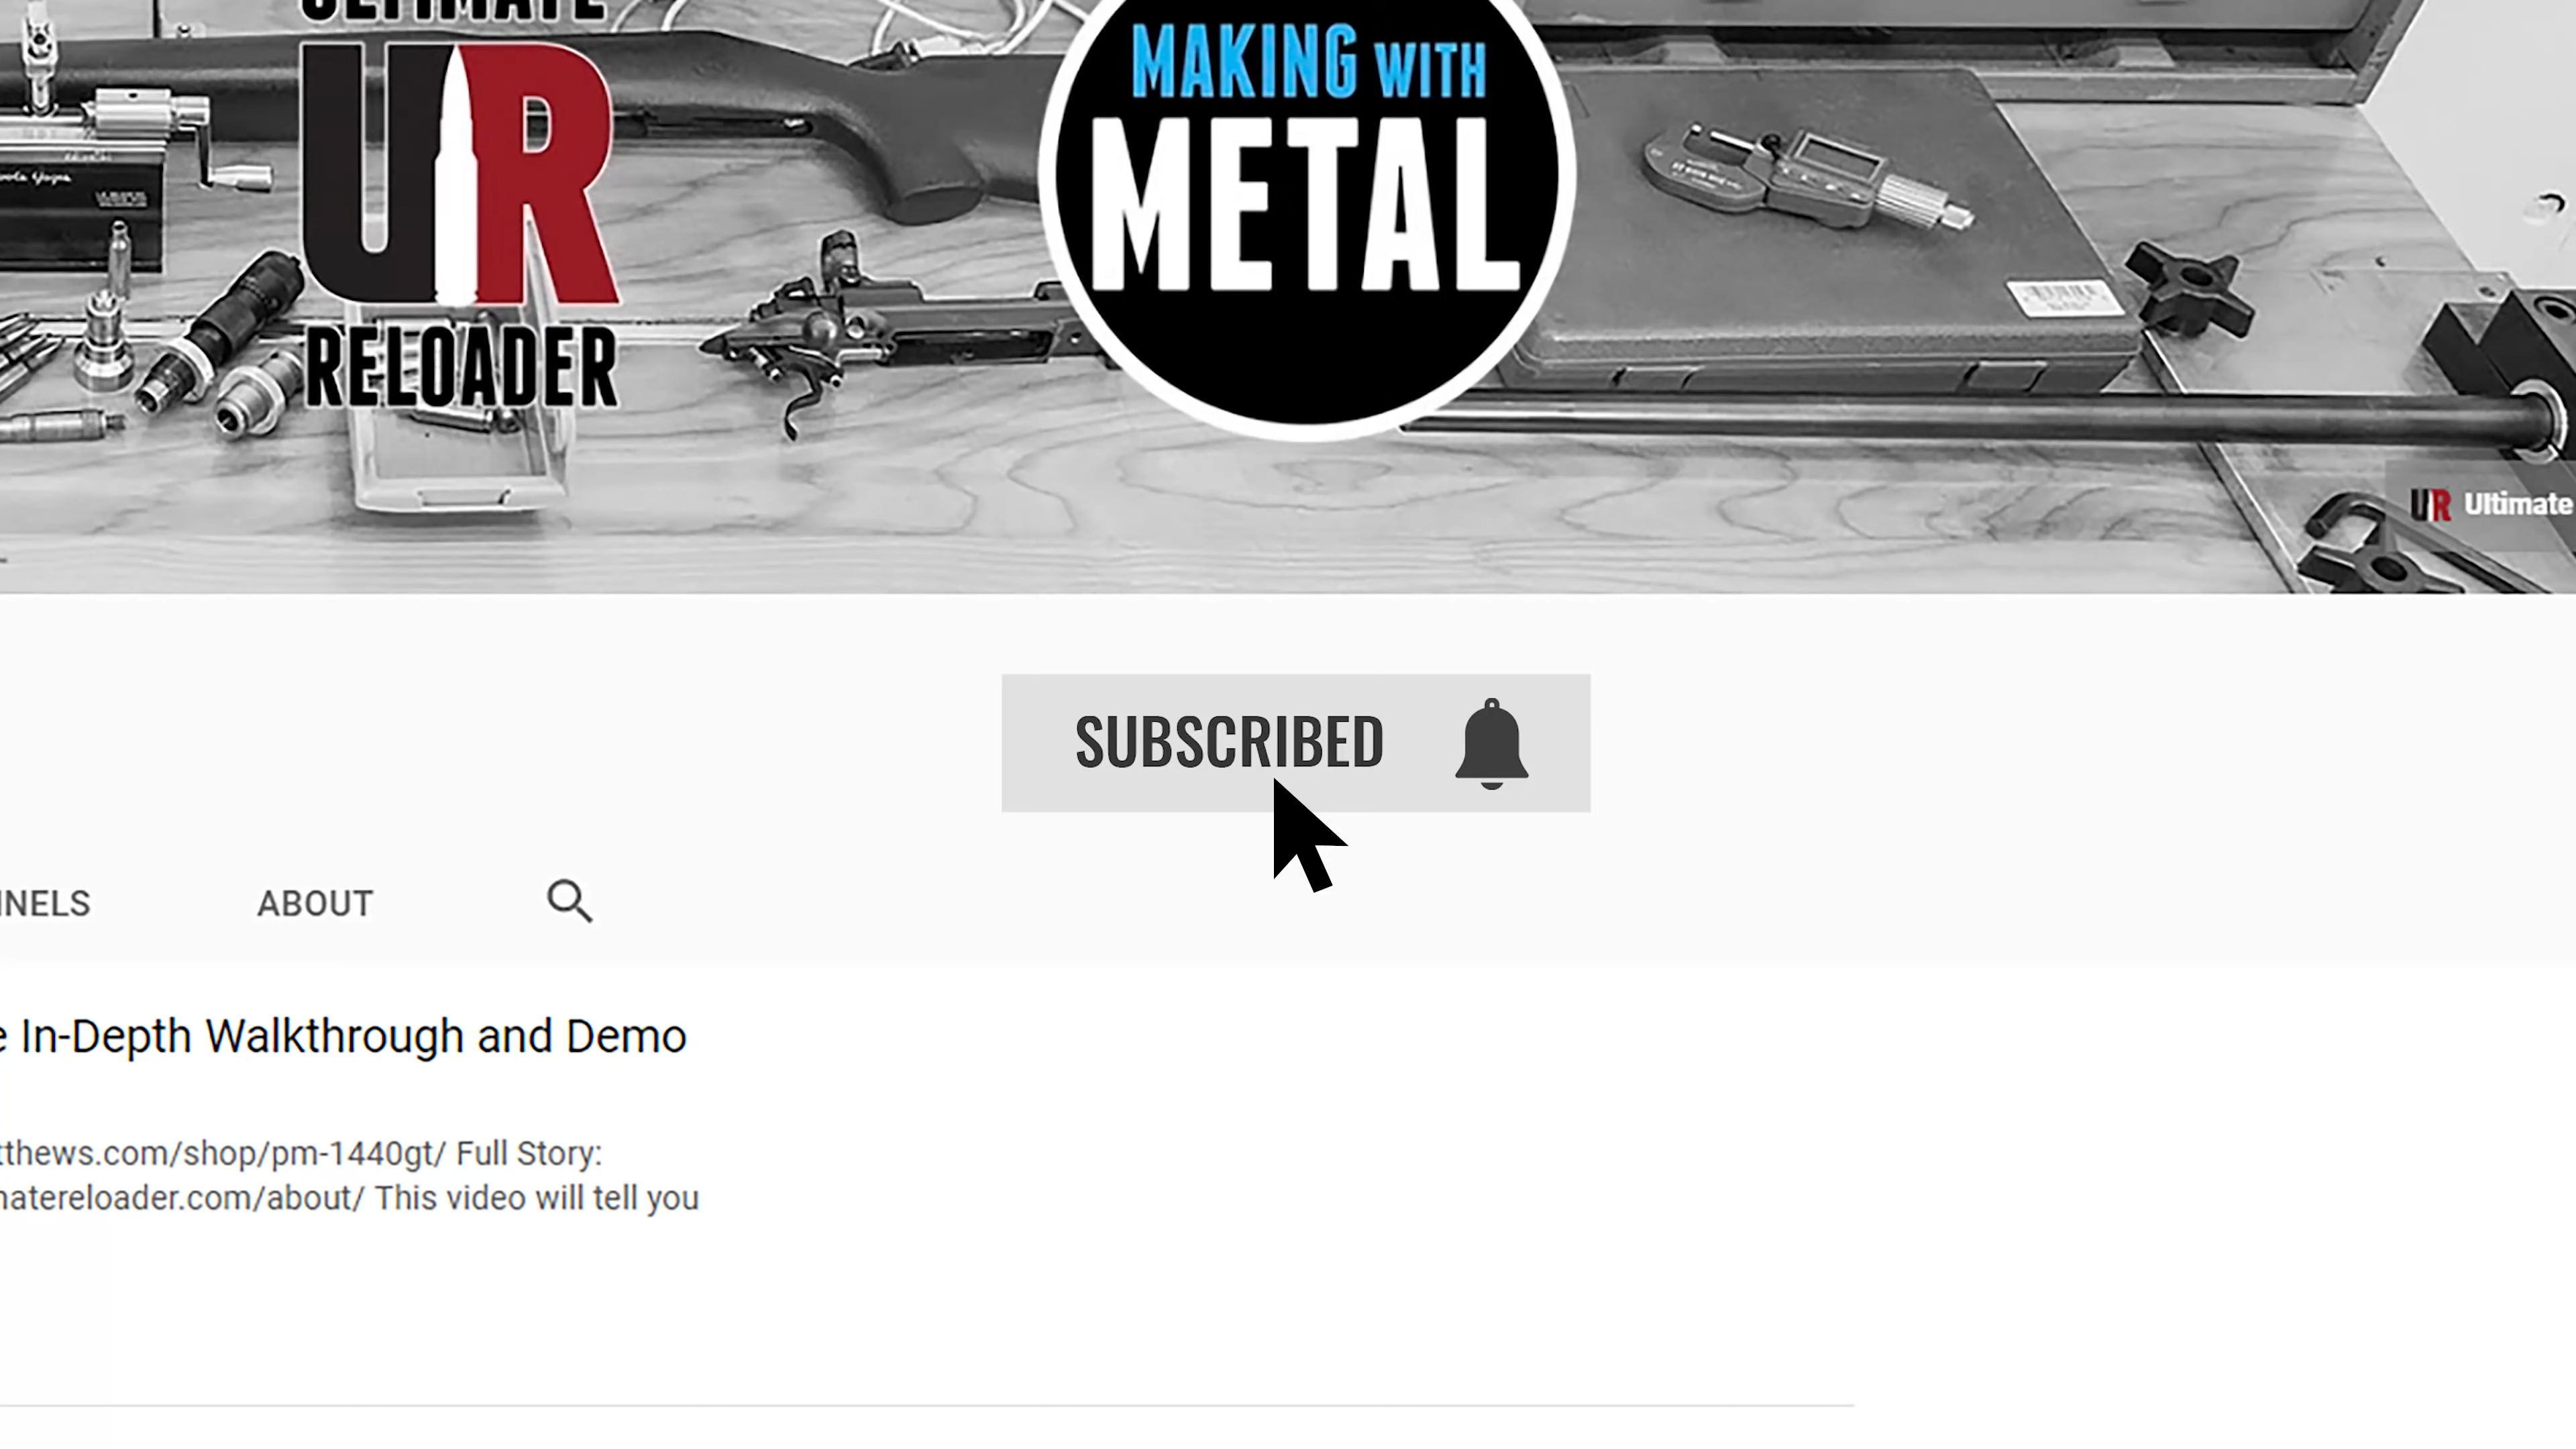 ULTIMATE
UR
RELOADER
MAKING WITH
METAL
UR Ultimate
SUBSCRIBED
NELS
ABOUT
e In-Depth Walkthrough and Demo
tthews.com/shop/pm-1440gt/ Full Story:
natereloader.com/about/ This video will tell you